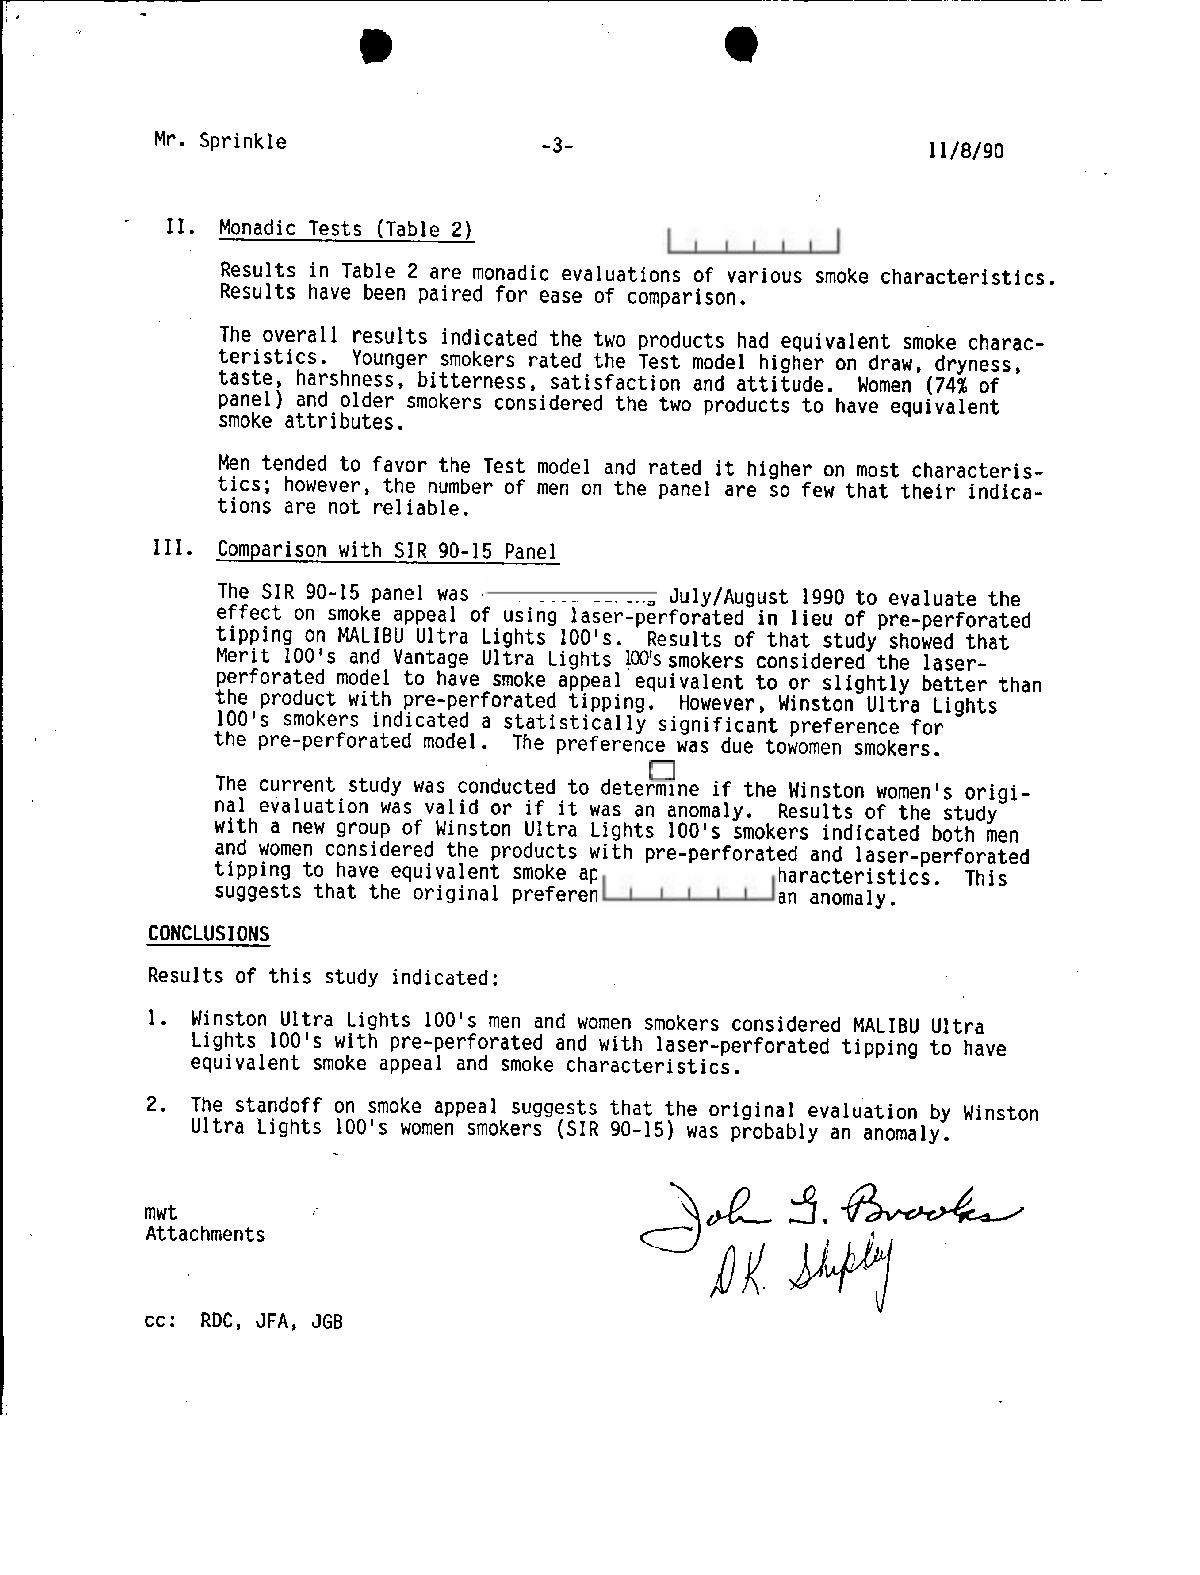 Mr. Sprinkle
-3-
11/8/90
II. Monadic Tests (Table 2)
Results in Table 2 are monadic evaluations of various smoke characteristics.
Results have been paired for ease of comparison.
The overall results indicated the two products had equivalent smoke charac-
teristics. Younger smokers rated the Test model higher on draw, dryness,
taste, harshness, bitterness, satisfaction and attitude. Women (74% of
panel) and older smokers considered the two products to have equivalent
smoke attributes.
Men tended to favor the Test model and rated it higher on most characteris-
tics; however, the number of men on the panel are so few that their indica-
tions are not reliable.
III. Comparison with SIR 90-15 Panel
The SIR 90-15 panel was July/August 1990 to evaluate the
effect on smoke appeal of using laser-perforated in lieu of pre-perforated
tipping on MALIBU Ultra Lights 100's. Results of that study showed that
Merit 100's and Vantage Ultra Lights 100's smokers considered the laser-
perforated model to have smoke appeal equivalent to or slightly better than
the product with pre-perforated tipping. However, Winston Ultra Lights
100's smokers indicated a statistically significant preference for
the pre-perforated model. The preference was due towomen smokers.
The current study was conducted to determine if the Winston women's origi-
nal evaluation was valid or if it was an anomaly. Results of the study
with a new group of Winston Ultra Lights 100's smokers indicated both men
and women considered the products with pre-perforated and laser-perforated
tipping to have equivalent smoke ap haracteristics. This
suggests that the original preferen an anomaly.
CONCLUSIONS
Results of this study indicated:
1. Winston Ultra Lights 100's men and women smokers considered MALIBU Ultra
Lights 100's with pre-perforated and with laser-perforated tipping to have
equivalent smoke appeal and smoke characteristics.
2. The standoff on smoke appeal suggests that the original evaluation by Winston
Ultra Lights 100's women smokers (SIR 90-15) was probably an anomaly.
John G. Brooks
D.K. Shipley
mwt
Attachments
cc: RDC, JFA, JGB